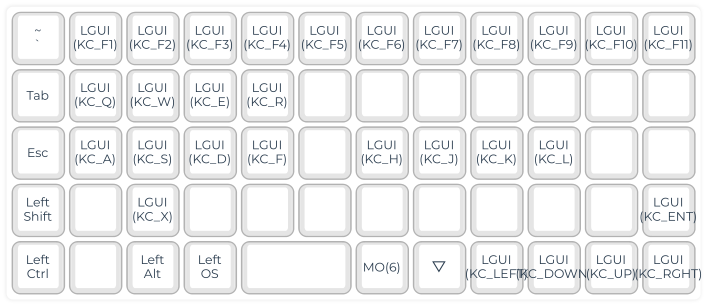 ~
`
LGUI (KC_F1)
LGUI (KC_F2)
LGUI (KC_F3)
LGUI (KC_F4)
LGUI (KC_F5)
LGUI (KC_F6)
LGUI (KC_F7)
LGUI (KC_F8)
LGUI (KC_F9)
LGUI (KC_F10)
LGUI (KC_F11)
Tab
LGUI (KC_Q)
LGUI (KC_W)
LGUI (KC_E)
LGUI (KC_R)
Esc
LGUI (KC_A)
LGUI (KC_S)
LGUI (KC_D)
LGUI (KC_F)
LGUI (KC_H)
LGUI (KC_J)
LGUI (KC_K)
LGUI (KC_L)
Left Shift
LGUI (KC_X)
LGUI (KC_ENT)
Left Ctrl
Left Alt
Left OS
MO(6)
▽
LGUI (KC_LEFT)
LGUI (KC_DOWN)
LGUI (KC_UP)
LGUI (KC_RGHT)